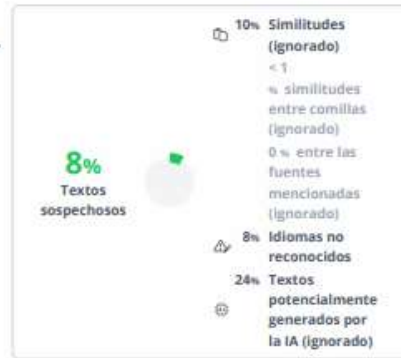 8%
Textos
sospechosos
10% Similitudes
(ignorado)
< 1
% similitudes
entre comillas
(ignorado)
0 % entre las
fuentes
mencionadas
(ignorado)
8% Idiomas no
reconocidos
24% Textos
potencialmente
generados por
la IA (ignorado)